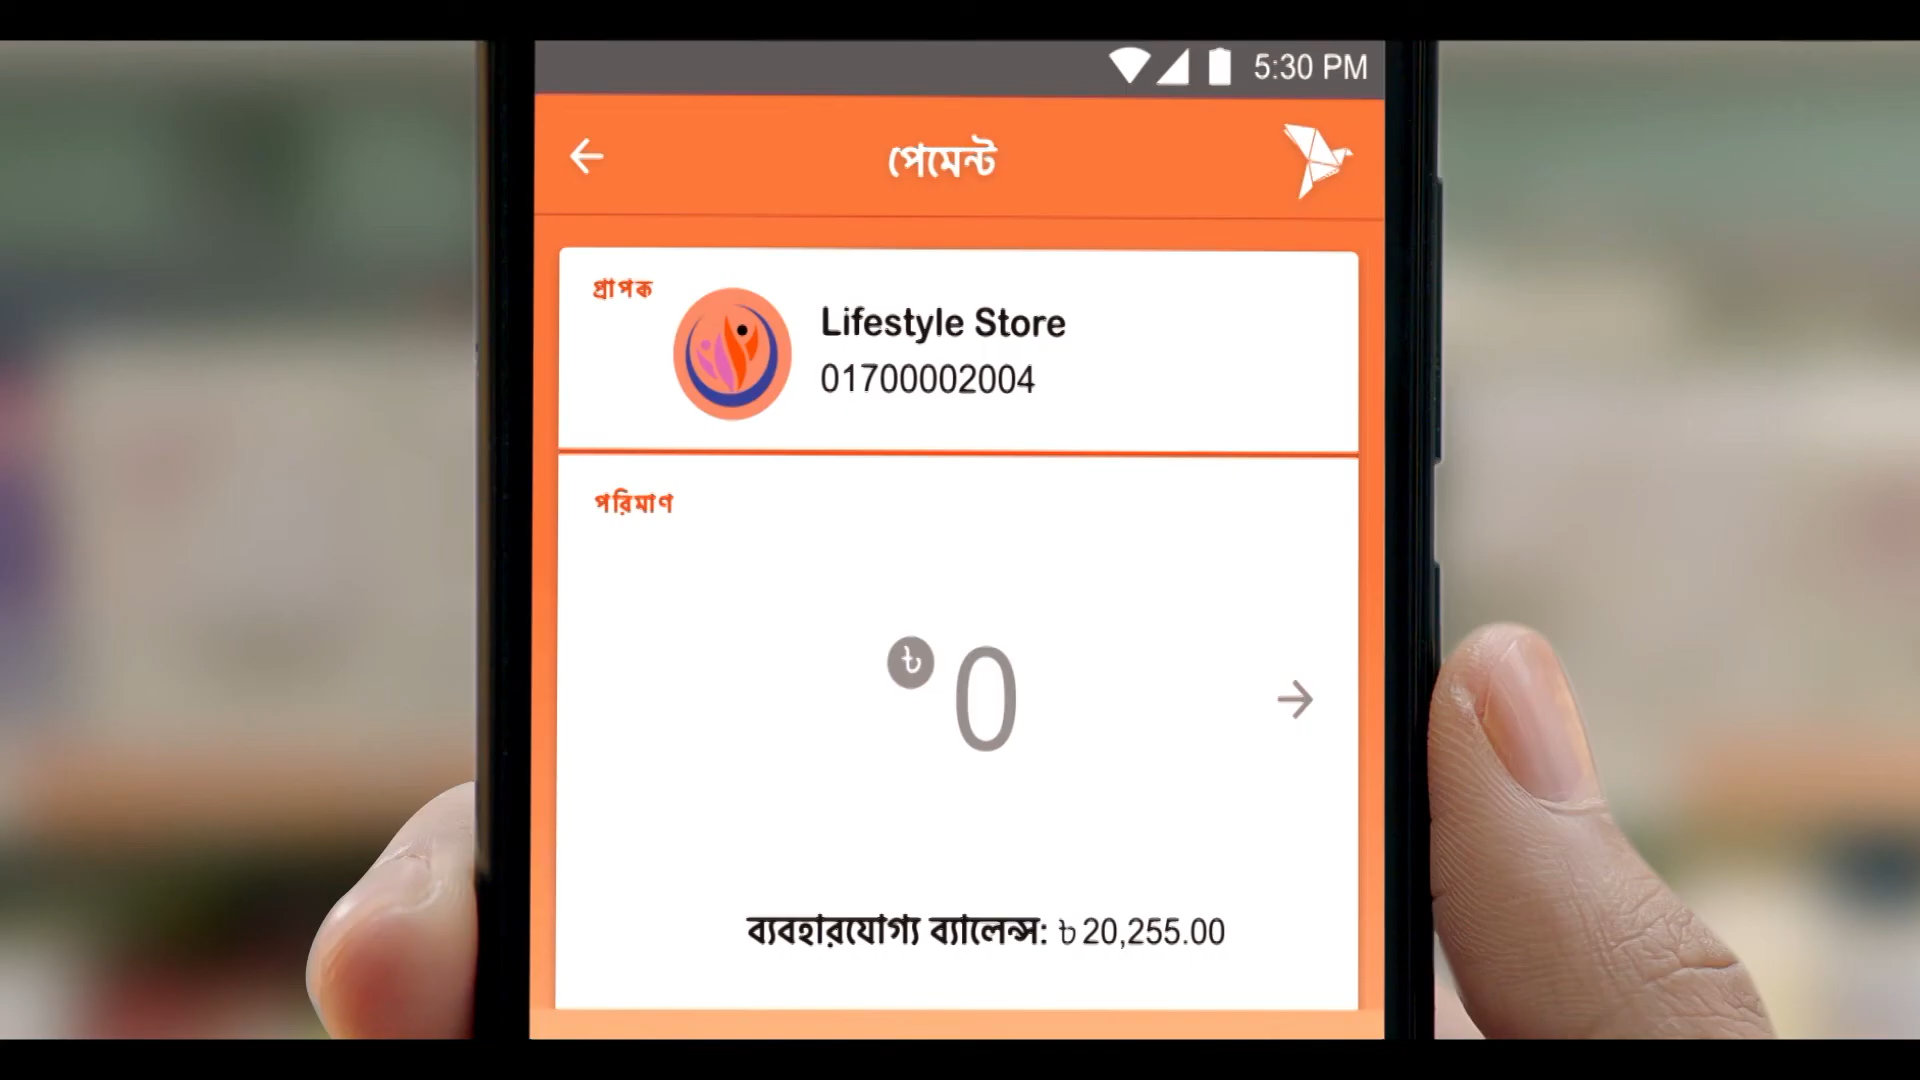 5:30 PM
পেমেন্ট
প্রাপক
Lifestyle Store
01700002004
পরিমাণ
৳ 0
ব্যবহারযোগ্য ব্যালেন্স: ৳ 20,255.00